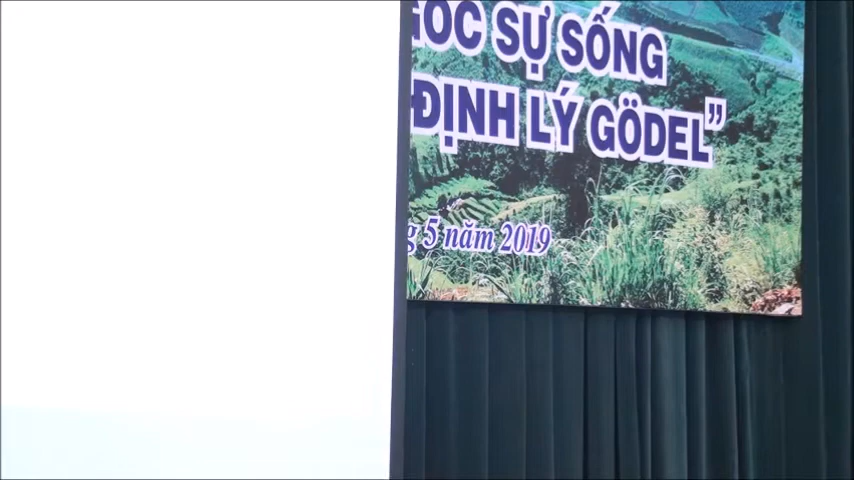 GỐC SỰ SỐNG
ĐỊNH LÝ GÖDEL”
g 5 năm 2019